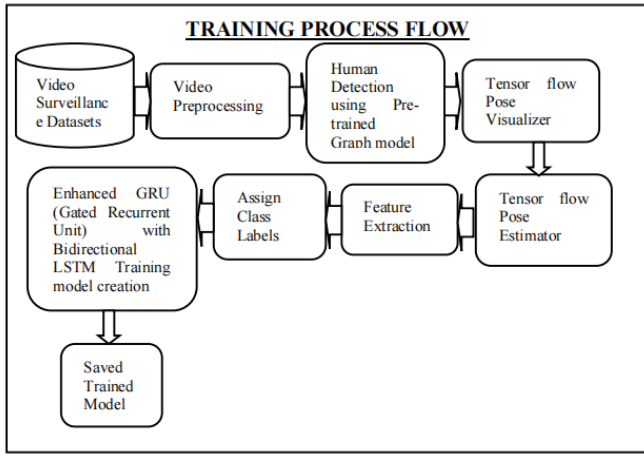 TRAINING PROCESS FLOW
Video
Surveillanc
e Datasets
Video
Preprocessing
Human
Detection
using Pre-
trained
Graph model
Tensor flow
Pose
Visualizer
Tensor flow
Pose
Estimator
Feature
Extraction
Assign
Class
Labels
Enhanced GRU
(Gated Recurrent
Unit) with
Bidirectional
LSTM Training
model creation
Saved
Trained
Model